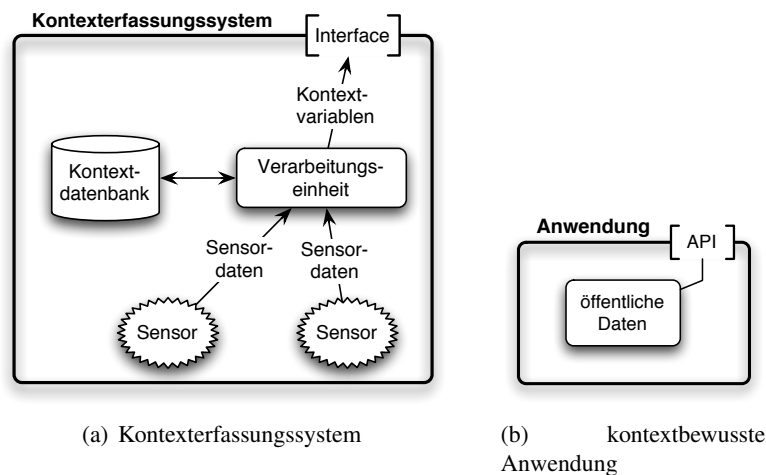 Kontexterfassungssystem
[Interface]
Kontext-
variablen
Kontext-
datenbank
Verarbeitungs-
einheit
Sensor-
daten
Sensor-
daten
Sensor
Sensor
(a) Kontexterfassungssystem
Anwendung
[API]
öffentliche
Daten
(b) kontextbewusste
Anwendung